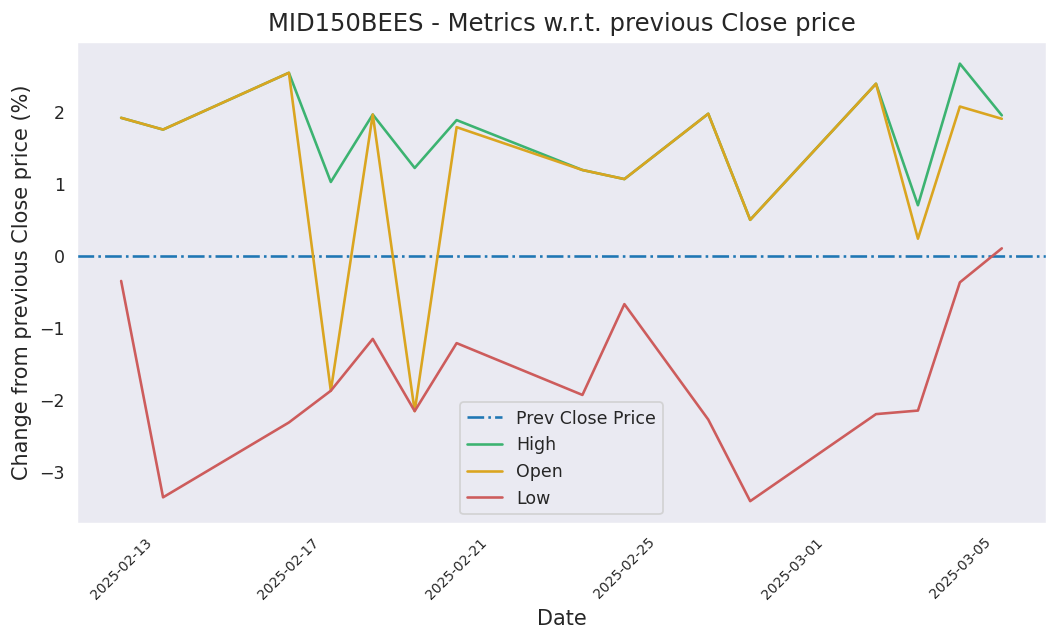 MID150BEES - Metrics w.r.t. previous Close price
Change from previous Close price (%)
2
1
0
−1
−2
−3
Prev Close Price
High
Open
Low
2025-02-13
2025-02-17
2025-02-21
2025-02-25
2025-03-01
2025-03-05
Date